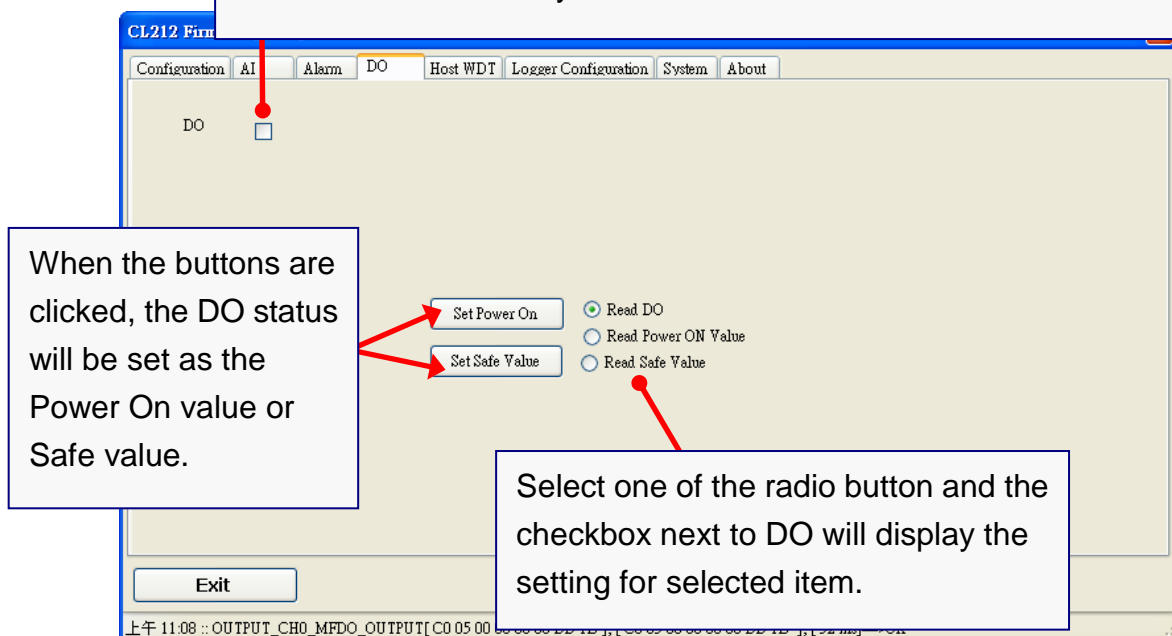 CL212 Firm
Configuration AI Alarm DO Host WDT Logger Configuration System About
DO
When the buttons are
clicked, the DO status
will be set as the
Power On value or
Safe value.
Set Power On
Set Safe Value
Read DO
Read Power ON Value
Read Safe Value
Select one of the radio button and the
checkbox next to DO will display the
setting for selected item.
Exit
上午 11:08 :: OUTPUT_CH0_MFDO_OUTPUT[ C0 05 00